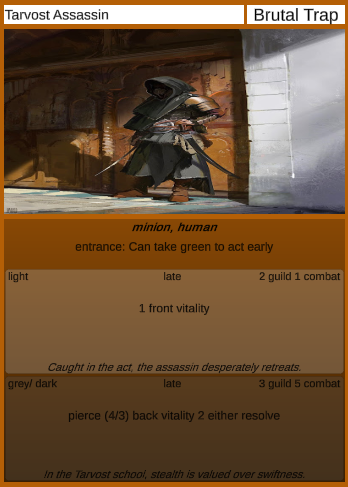 Tarvost Assassin Brutal Trap
minion, human
entrance: Can take green to act early
light late 2 guild 1 combat
1 front vitality
Caught in the act, the assassin desperately retreats.
grey/ dark late 3 guild 5 combat
pierce (4/3) back vitality 2 either resolve
In the Tarvost school, stealth is valued over swiftness.